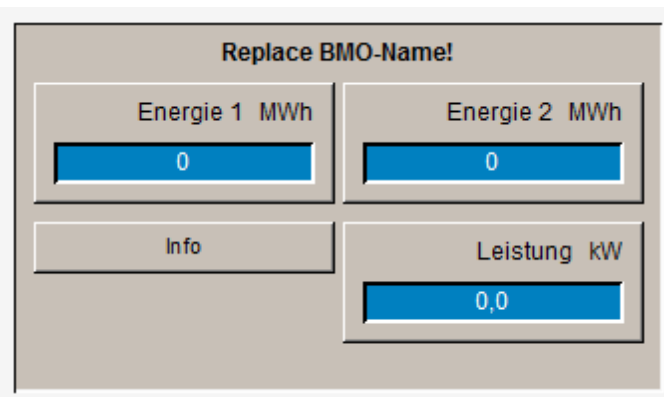 Replace BMO-Name!
Energie 1 MWh
Energie 2 MWh
0
0
Info
Leistung kW
0,0